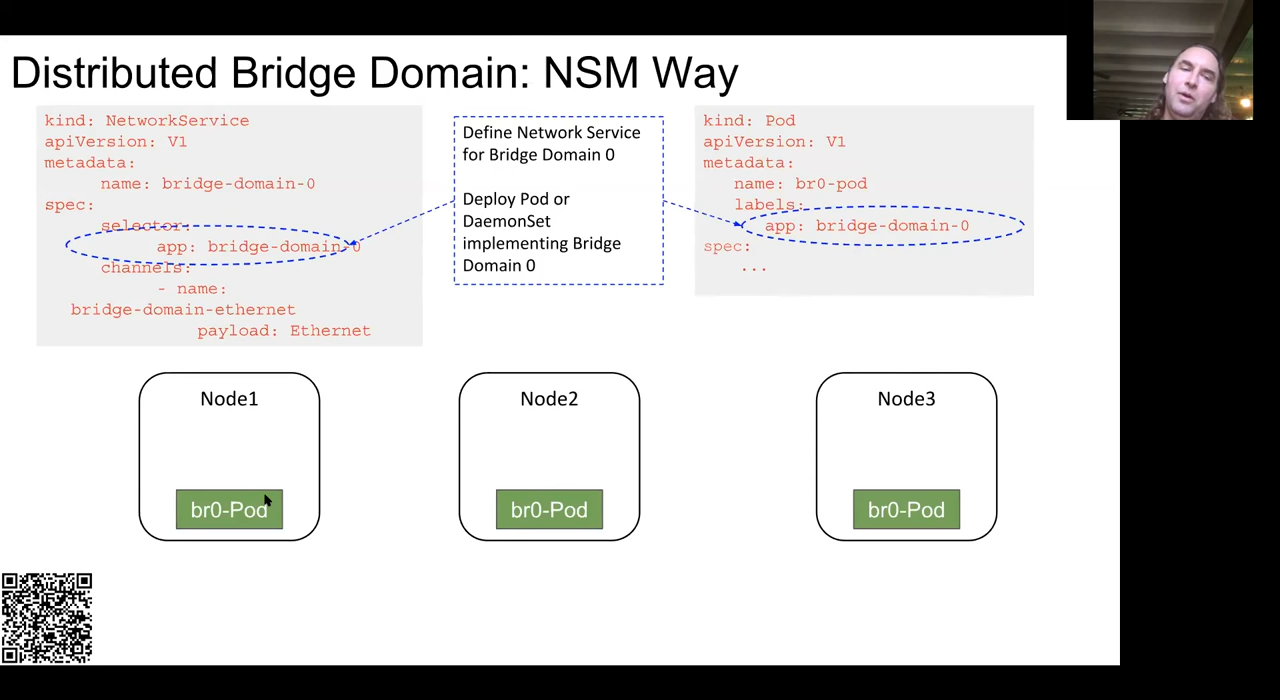 Distributed Bridge Domain: NSM Way
kind: NetworkService
apiVersion: V1
metadata:
name: bridge-domain-0
spec:
selector:
app: bridge-domain-0
channels:
- name:
bridge-domain-ethernet
payload: Ethernet
Define Network Service
for Bridge Domain 0
Deploy Pod or
DaemonSet
implementing Bridge
Domain 0
kind: Pod
apiVersion: V1
metadata:
name: br0-pod
labels:
app: bridge-domain-0
spec:
...
Node1
br0-Pod
Node2
br0-Pod
Node3
br0-Pod